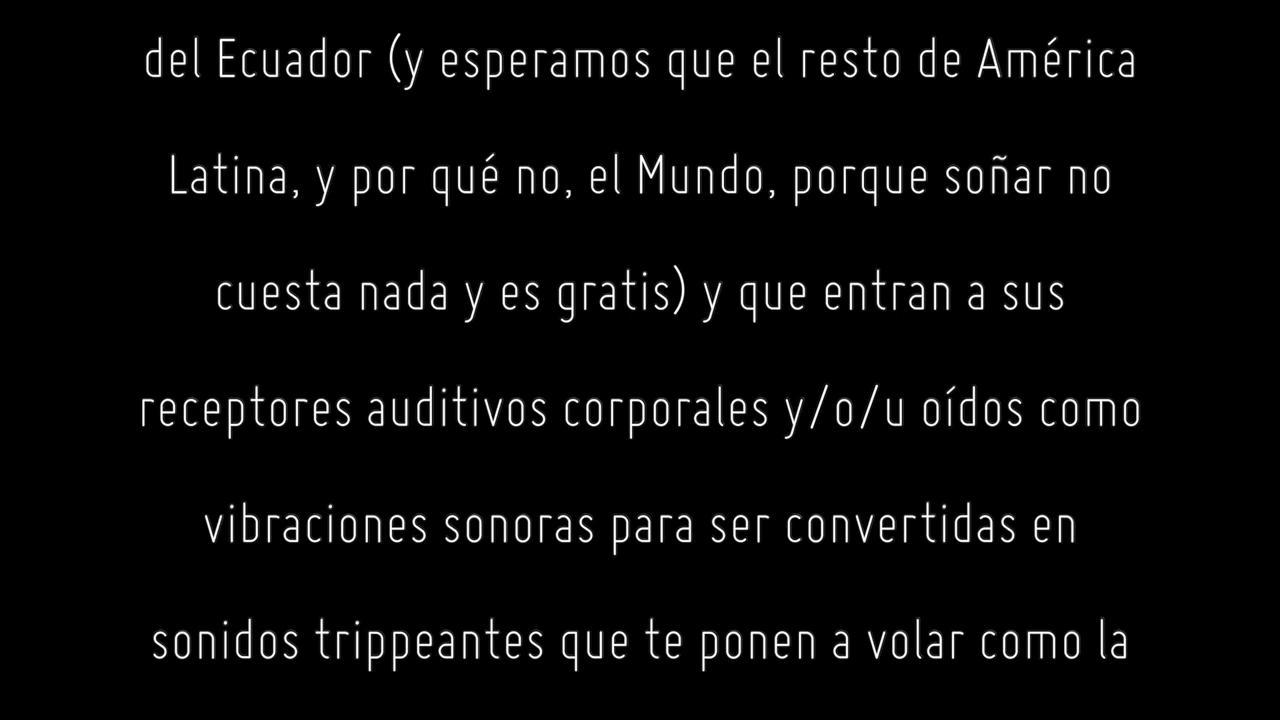 del Ecuador (y esperamos que el resto de América
Latina, y por qué no, el Mundo, porque soñar no
cuesta nada y es gratis) y que entran a sus
receptores auditivos corporales y/o/u oídos como
vibraciones sonoras para ser convertidas en
sonidos trippeantes que te ponen a volar como la